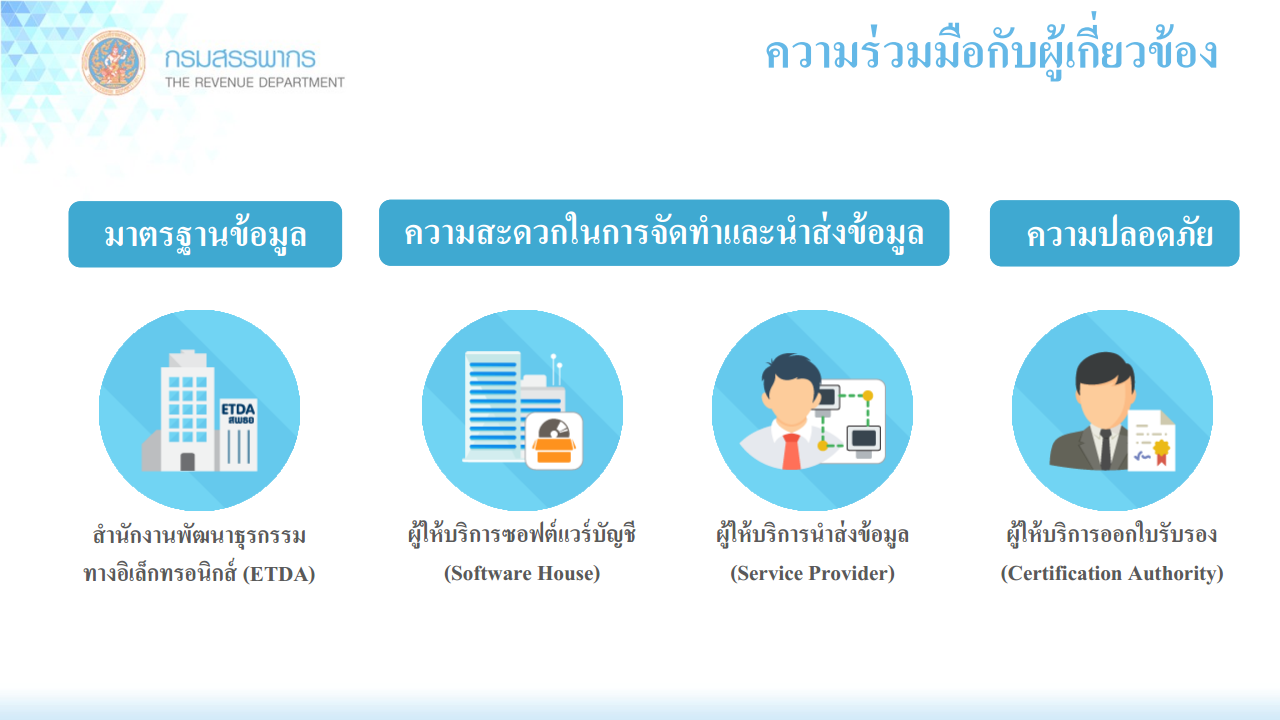 กรมสรรพากร
THE REVENUE DEPARTMENT
ความร่วมมือกับผู้เกี่ยวข้อง
มาตรฐานข้อมูล
ความสะดวกในการจัดทำและนำส่งข้อมูล
ความปลอดภัย
ETDA
สพธอ
สำนักงานพัฒนาธุรกรรม
ทางอิเล็กทรอนิกส์ (ETDA)
ผู้ให้บริการซอฟต์แวร์บัญชี
(Software House)
ผู้ให้บริการนำส่งข้อมูล
(Service Provider)
ผู้ให้บริการออกใบรับรอง
(Certification Authority)